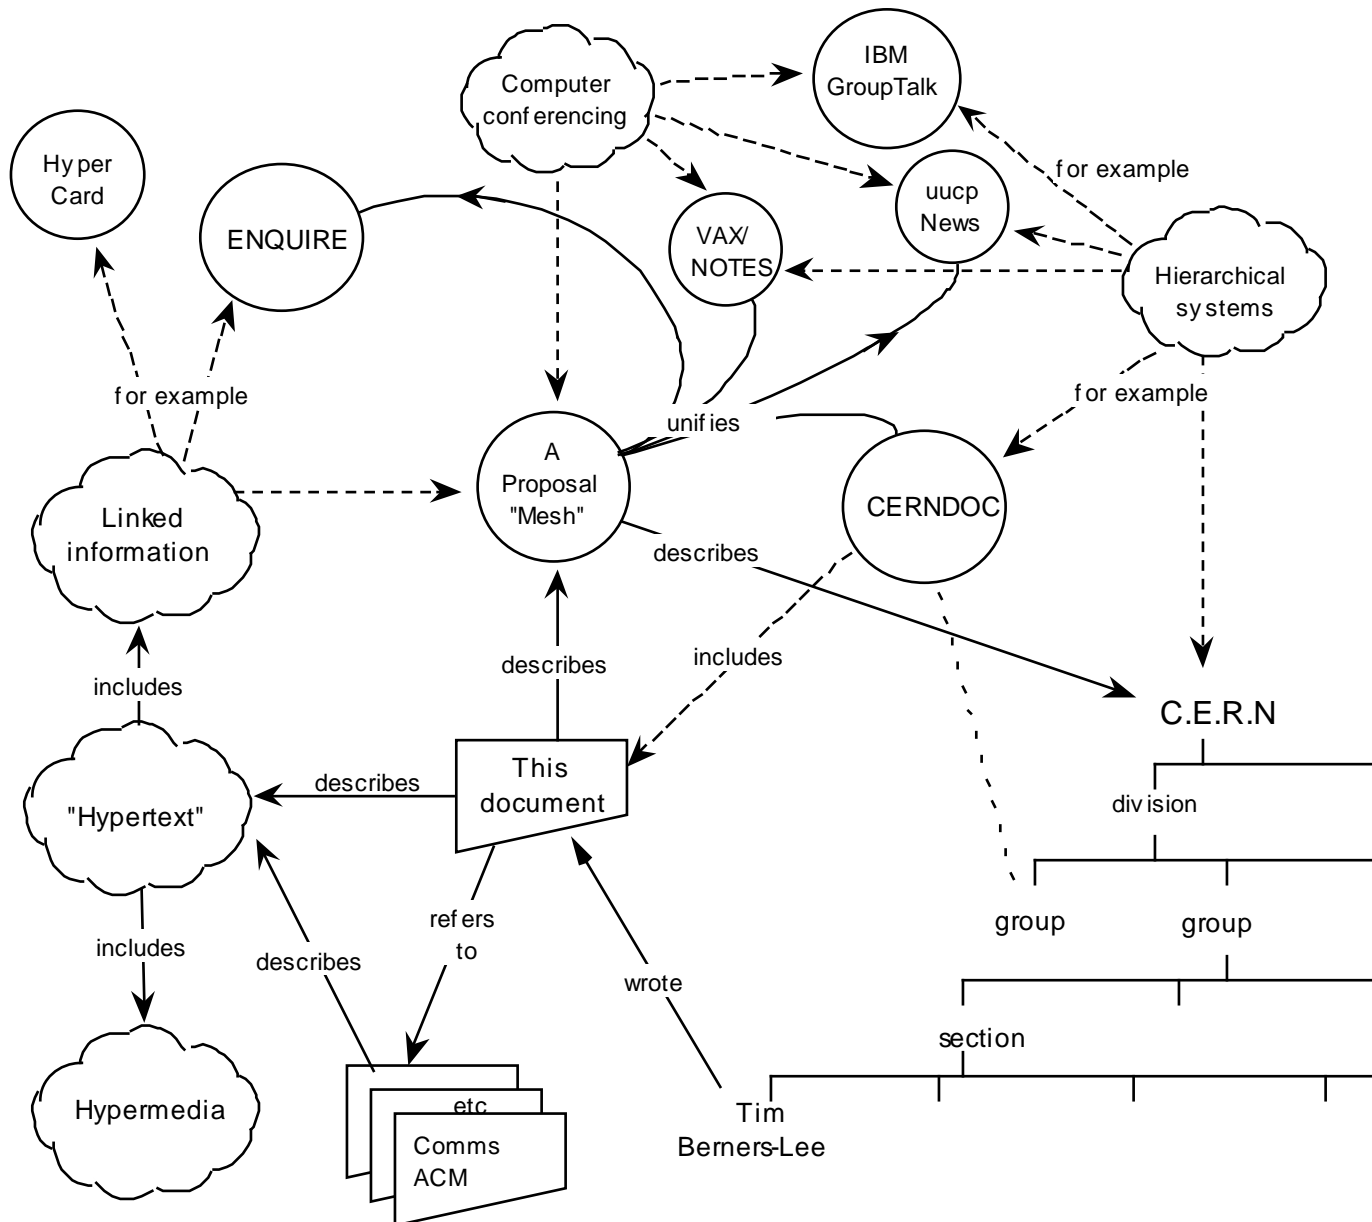 IBM
GroupTalk
Computer
conferencing
Hyper
Card
for example
uucp
News
ENQUIRE
VAX/
NOTES
Hierarchical
systems
for example
for example
unifies
A
Proposal
"Mesh"
CERNDOC
Linked
information
describes
describes
includes
includes
C.E.R.N
This
document
describes
"Hypertext"
division
refers
to
group
group
includes
describes
wrote
section
Hypermedia
etc
Tim
Berners-Lee
Comms
ACM